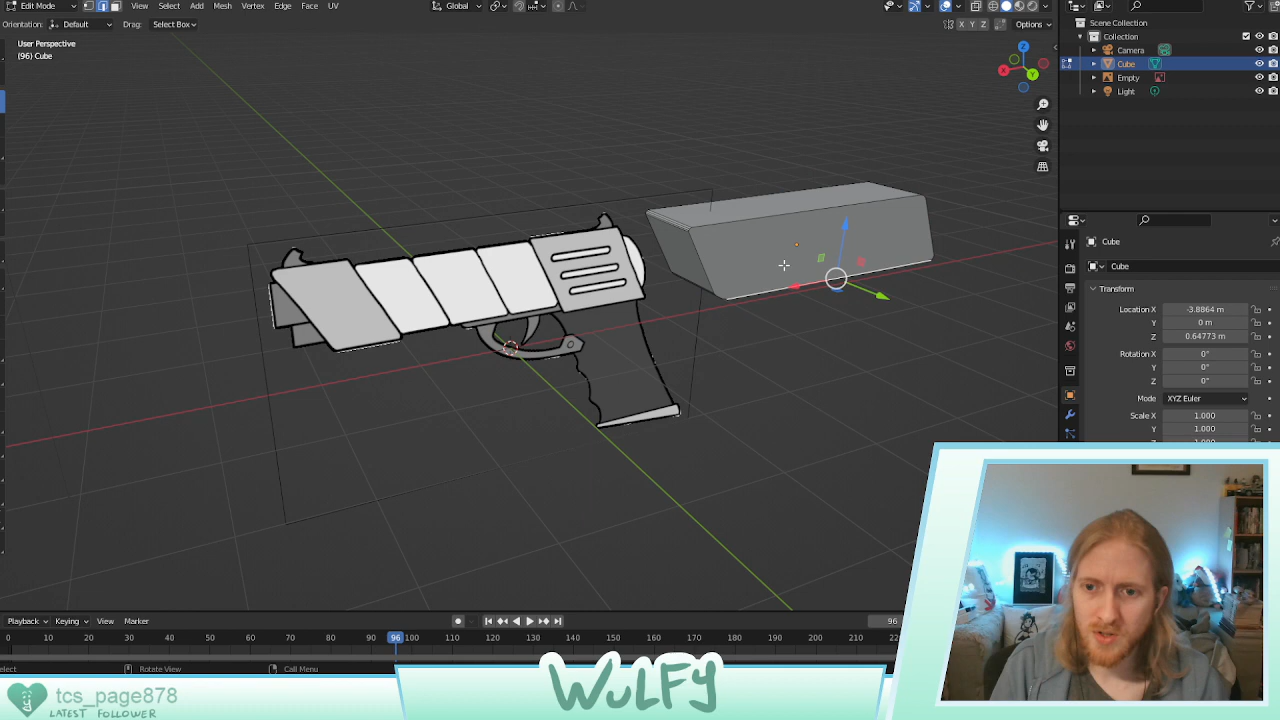 Edit Mode View Select Add Mesh Vertex Edge Face UV Global
Orientation: Default Drag: Select Box X Y Z Options
User Perspective
(96) Cube
Z
X
Y
Scene Collection
Collection
Camera
Cube
Empty
Light
Cube
Cube
Transform
Location X -3.8864 m
Y 0 m
Z 0.64773 m
Rotation X 0°
Y 0°
Z 0°
Mode XYZ Euler
Scale X 1.000
Y 1.000
Playback Keying View Marker 96
0 10 20 30 40 50 60 70 80 90 96 100 110 120 130 140 150 160 170 180 190 200 210
Rotate View Call Menu
tcs_page878
LATEST FOLLOWER
WULFY